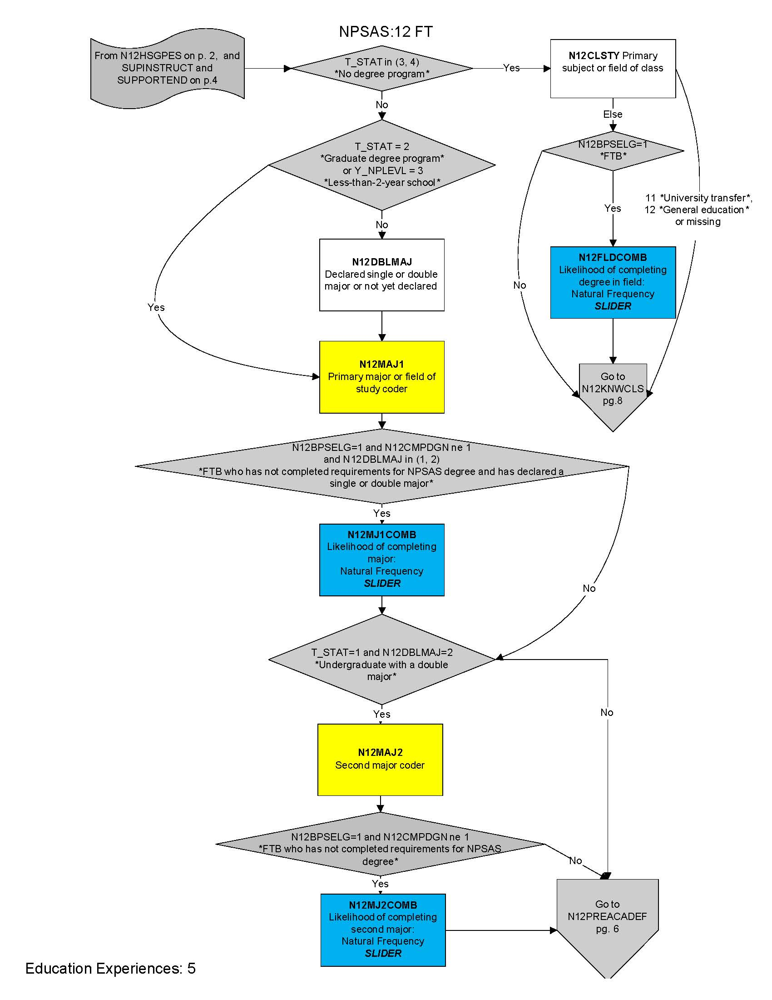 NPSAS:12 FT
From N12HSGPES on p. 2, and
SUPINSTRUCT and
SUPPORTEND on p.4
T_STAT in (3, 4)
*No degree program*
Yes
N12CLSTY Primary
subject or field of class
No
Else
T_STAT = 2
*Graduate degree program*
or Y_NPLEVL = 3
*Less-than-2-year school*
N12BPSELG=1
*FTB*
11 *University transfer*,
12 *General education*
or missing
Yes
No
N12DBLMAJ
Declared single or double
major or not yet declared
N12FLDCOMB
Likelihood of completing
degree in field:
Natural Frequency
SLIDER
No
Yes
N12MAJ1
Primary major or field of
study coder
Go to
N12KNWCLS
pg.8
N12BPSELG=1 and N12CMPDGN ne 1
and N12DBLMAJ in (1, 2)
*FTB who has not completed requirements for NPSAS degree and has declared a
single or double major*
Yes
N12MJ1COMB
Likelihood of completing
major:
Natural Frequency
SLIDER
No
T_STAT=1 and N12DBLMAJ=2
*Undergraduate with a double
major*
Yes
No
N12MAJ2
Second major coder
N12BPSELG=1 and N12CMPDGN ne 1
*FTB who has not completed requirements for NPSAS
degree*
No
Yes
N12MJ2COMB
Likelihood of completing
second major:
Natural Frequency
SLIDER
Go to
N12PREACADEF
pg. 6
Education Experiences: 5